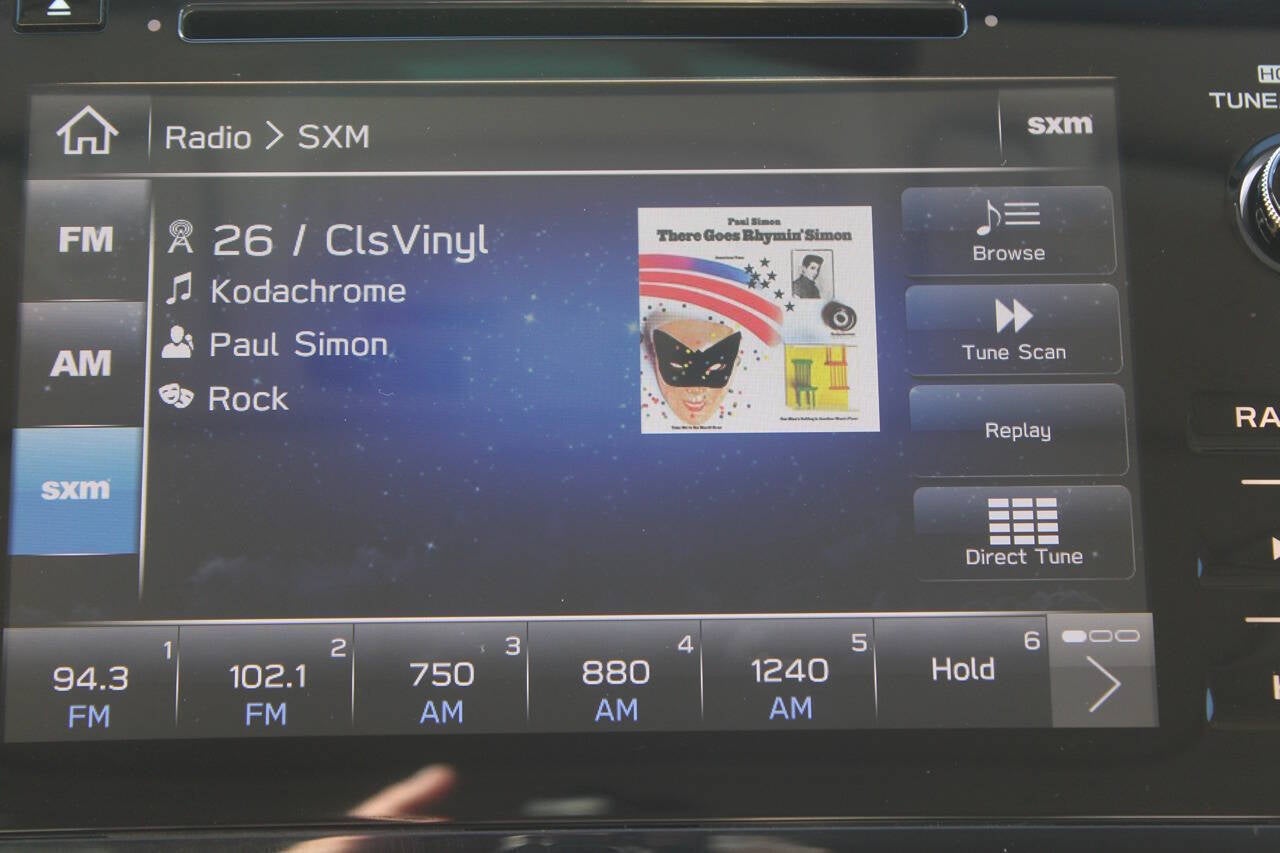 HO
TUNE
Radio > SXM
sxm
FM
AM
sxm
26 / ClsVinyl
Kodachrome
Paul Simon
Rock
Paul Simon
There Goes Rhymin' Simon
Browse
Tune Scan
Replay
Direct Tune
RA
1
94.3
FM
2
102.1
FM
3
750
AM
4
880
AM
5
1240
AM
6
Hold